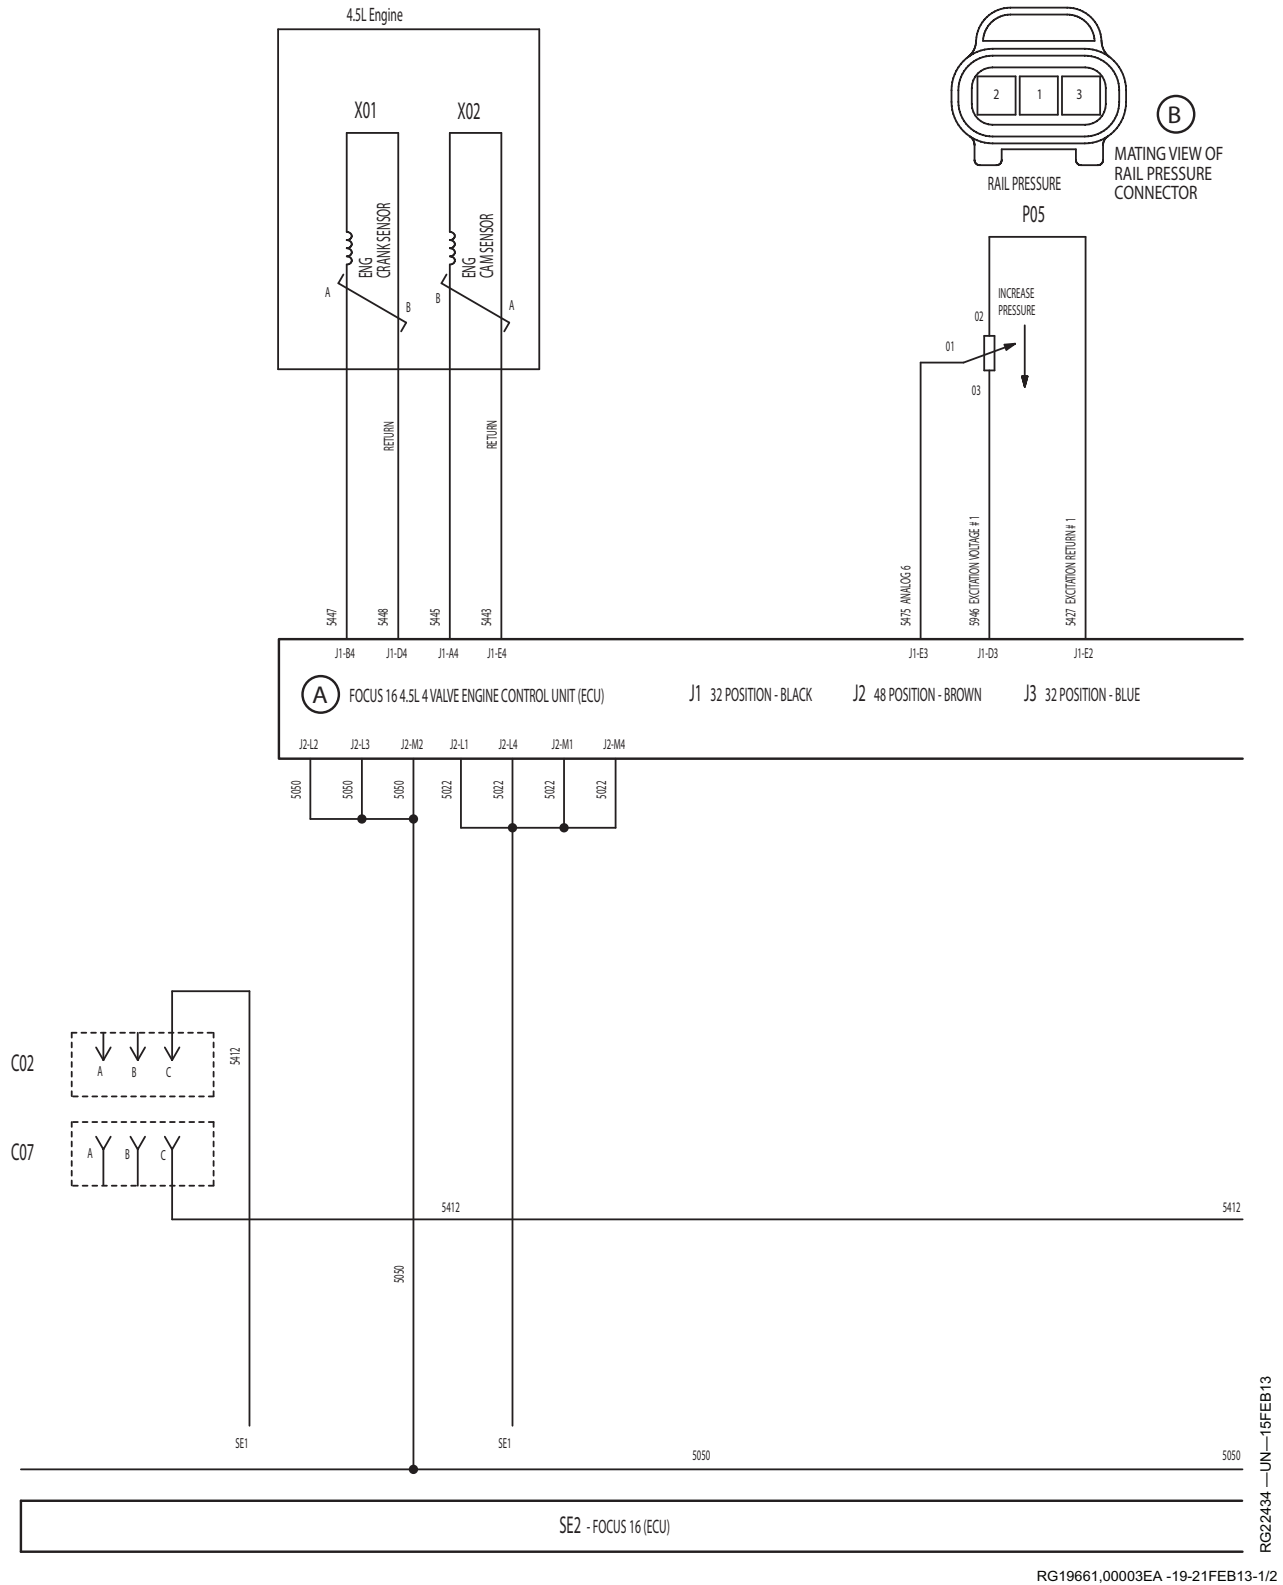 4.5L Engine
X01
X02
ENG
CRANK SENSOR
ENG
CAM SENSOR
A
B
B
A
RETURN
RETURN
2
1
3
B
MATING VIEW OF
RAIL PRESSURE
CONNECTOR
RAIL PRESSURE
P05
INCREASE
PRESSURE
02
01
03
5447
5448
5445
5443
5475 ANALOG 6
5946 EXCITATION VOLTAGE # 1
5427 EXCITATION RETURN # 1
J1-B4
J1-D4
J1-A4
J1-E4
J1-E3
J1-D3
J1-E2
A
FOCUS 16 4.5L 4 VALVE ENGINE CONTROL UNIT (ECU)
J1 32 POSITION - BLACK
J2 48 POSITION - BROWN
J3 32 POSITION - BLUE
J2-L2
J2-L3
J2-M2
J2-L1
J2-L4
J2-M1
J2-M4
5050
5050
5050
5022
5022
5022
5022
C02
A
B
C
5412
C07
A
B
C
5412
5412
5050
SE1
SE1
5050
5050
SE2 - FOCUS 16 (ECU)
RG22434 —UN—15FEB13
RG19661,00003EA -19-21FEB13-1/2